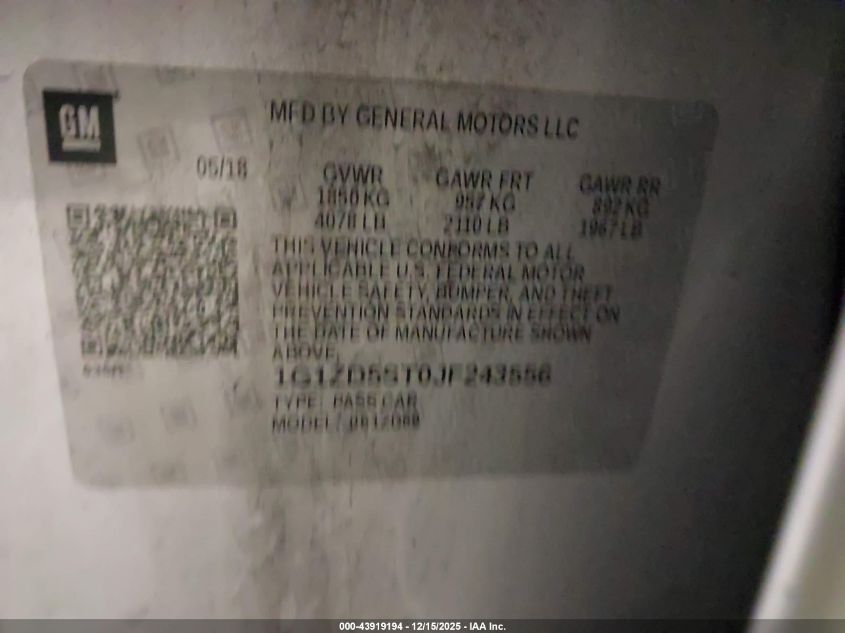 GM
MFD BY GENERAL MOTORS LLC
05/18
GVWR GAWR FRT GAWR RR
1850 KG 957 KG 892 KG
4078 LB 2110 LB 1967 LB
THIS VEHICLE CONFORMS TO ALL
APPLICABLE U.S. FEDERAL MOTOR
VEHICLE SAFETY, BUMPER, AND THEFT
PREVENTION STANDARDS IN EFFECT ON
THE DATE OF MANUFACTURE SHOWN
ABOVE.
1G1ZD5ST0JF243556
TYPE: PASS CAR
MODEL:
000-43919194 - 12/15/2025 - IAA Inc.